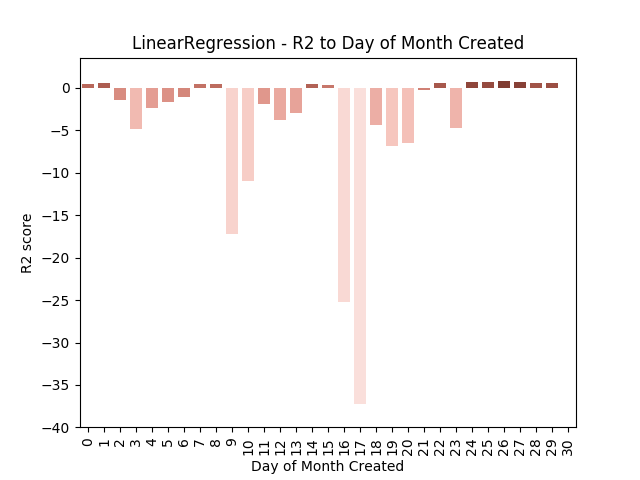 LinearRegression - R2 to Day of Month Created
R2 score
0
−5
−10
−15
−20
−25
−30
−35
−40
0 1 2 3 4 5 6 7 8 9 10 11 12 13 14 15 16 17 18 19 20 21 22 23 24 25 26 27 28 29 30
Day of Month Created